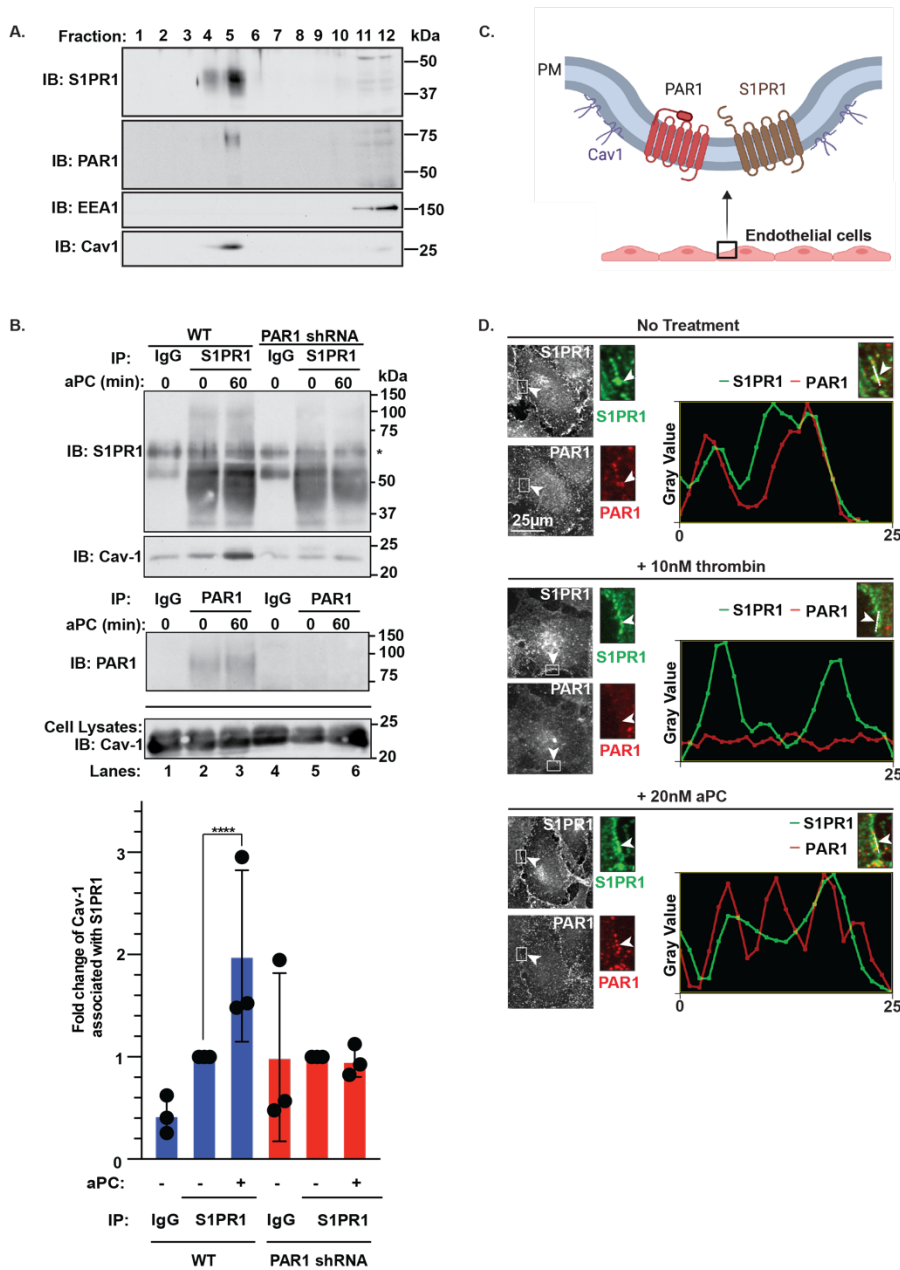 A.
Fraction: 1 2 3 4 5 6 7 8 9 10 11 12 kDa
IB: S1PR1
50
37
IB: PAR1
75
50
IB: EEA1
150
IB: Cav1
25
C.
PM
PAR1
S1PR1
Cav1
Endothelial cells
B.
WT PAR1 shRNA
IP: IgG S1PR1 IgG S1PR1
aPC (min): 0 0 60 0 0 60 kDa
150
100
75
IB: S1PR1 *
50
37
IB: Cav-1
25
20
IP: IgG PAR1 IgG PAR1
aPC (min): 0 0 60 0 0 60
150
IB: PAR1
100
75
Cell Lysates:
IB: Cav-1
25
20
Lanes: 1 2 3 4 5 6
****
3
2
1
0
Fold change of Cav-1
associated with S1PR1
aPC: - - + - - +
IP: IgG S1PR1 IgG S1PR1
WT PAR1 shRNA
D.
No Treatment
S1PR1
S1PR1
PAR1
PAR1
25µm
S1PR1 PAR1
Gray Value
0 25
+ 10nM thrombin
S1PR1
S1PR1
PAR1
PAR1
S1PR1 PAR1
Gray Value
0 25
+ 20nM aPC
S1PR1
S1PR1
PAR1
PAR1
S1PR1
PAR1
Gray Value
0 25